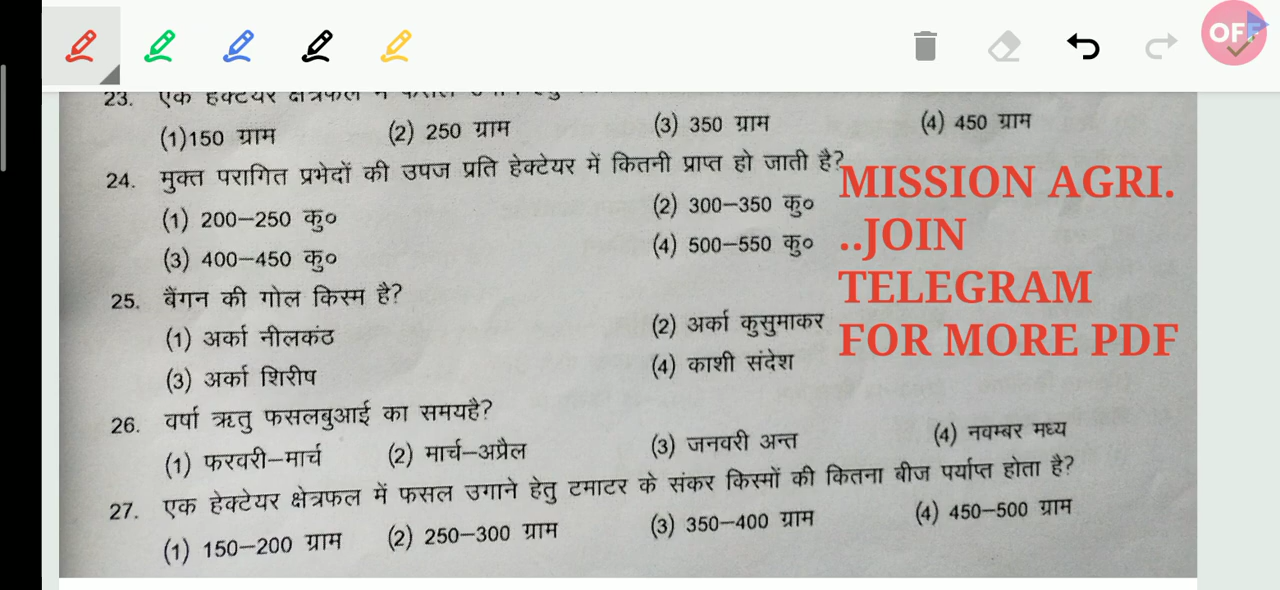 OFF
23. एक हेक्टेयर क्षेत्रफल में फसल उगाने हेतु
(1)150 ग्राम (2) 250 ग्राम (3) 350 ग्राम (4) 450 ग्राम
24. मुक्त परागित प्रभेदों की उपज प्रति हेक्टेयर में कितनी प्राप्त हो जाती है?
(1) 200–250 कु० (2) 300–350 कु०
(3) 400–450 कु० (4) 500–550 कु०
25. बैंगन की गोल किस्म है?
(1) अर्का नीलकंठ (2) अर्का कुसुमाकर
(3) अर्का शिरीष (4) काशी संदेश
26. वर्षा ऋतु फसलबुआई का समयहै?
(1) फरवरी–मार्च (2) मार्च–अप्रैल (3) जनवरी अन्त (4) नवम्बर मध्य
27. एक हेक्टेयर क्षेत्रफल में फसल उगाने हेतु टमाटर के संकर किस्मों की कितना बीज पर्याप्त होता है?
(1) 150–200 ग्राम (2) 250–300 ग्राम (3) 350–400 ग्राम (4) 450–500 ग्राम
MISSION AGRI.
..JOIN
TELEGRAM
FOR MORE PDF